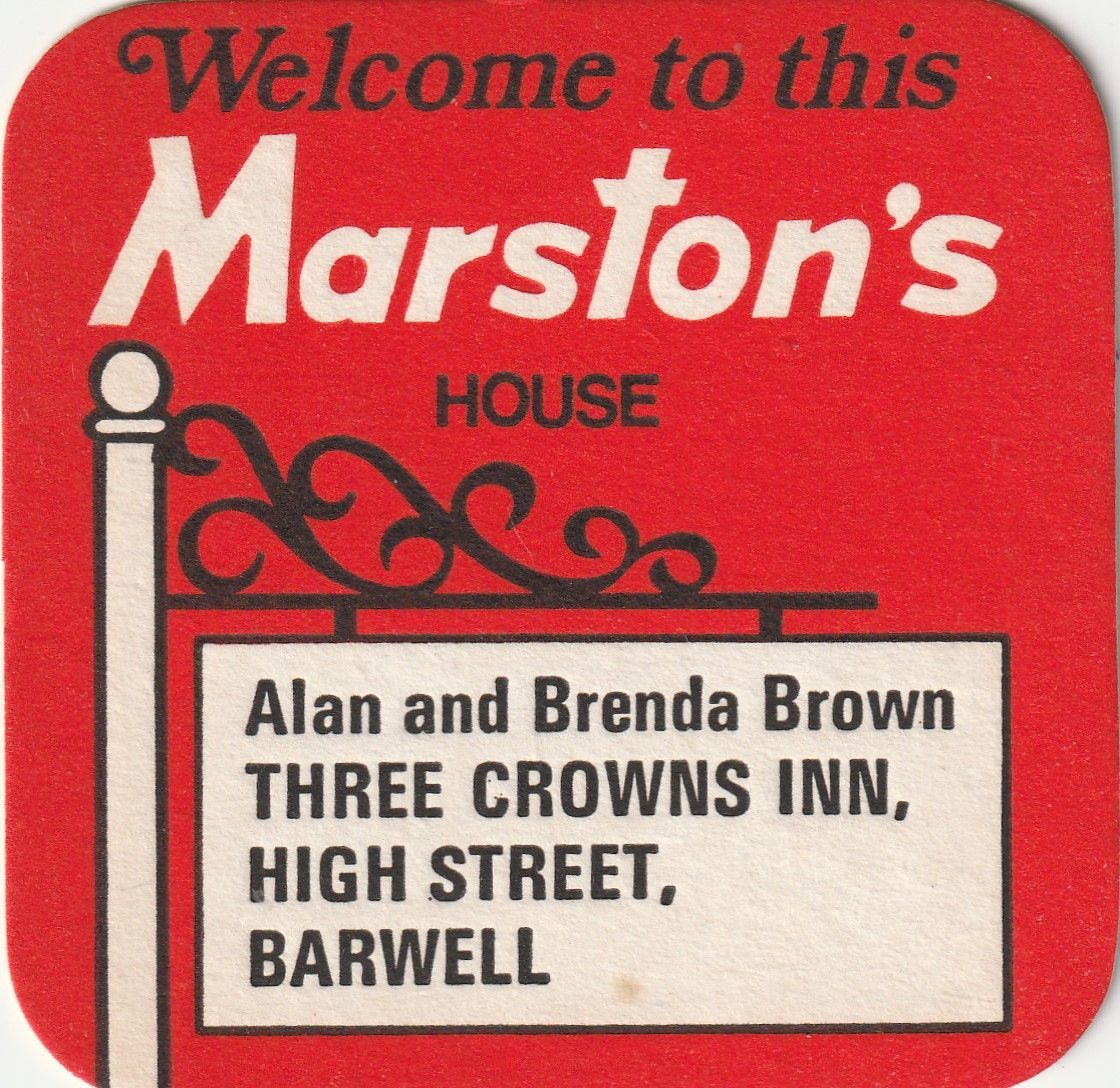 Welcome to this
Marston's
HOUSE
Alan and Brenda Brown
THREE CROWNS INN,
HIGH STREET,
BARWELL